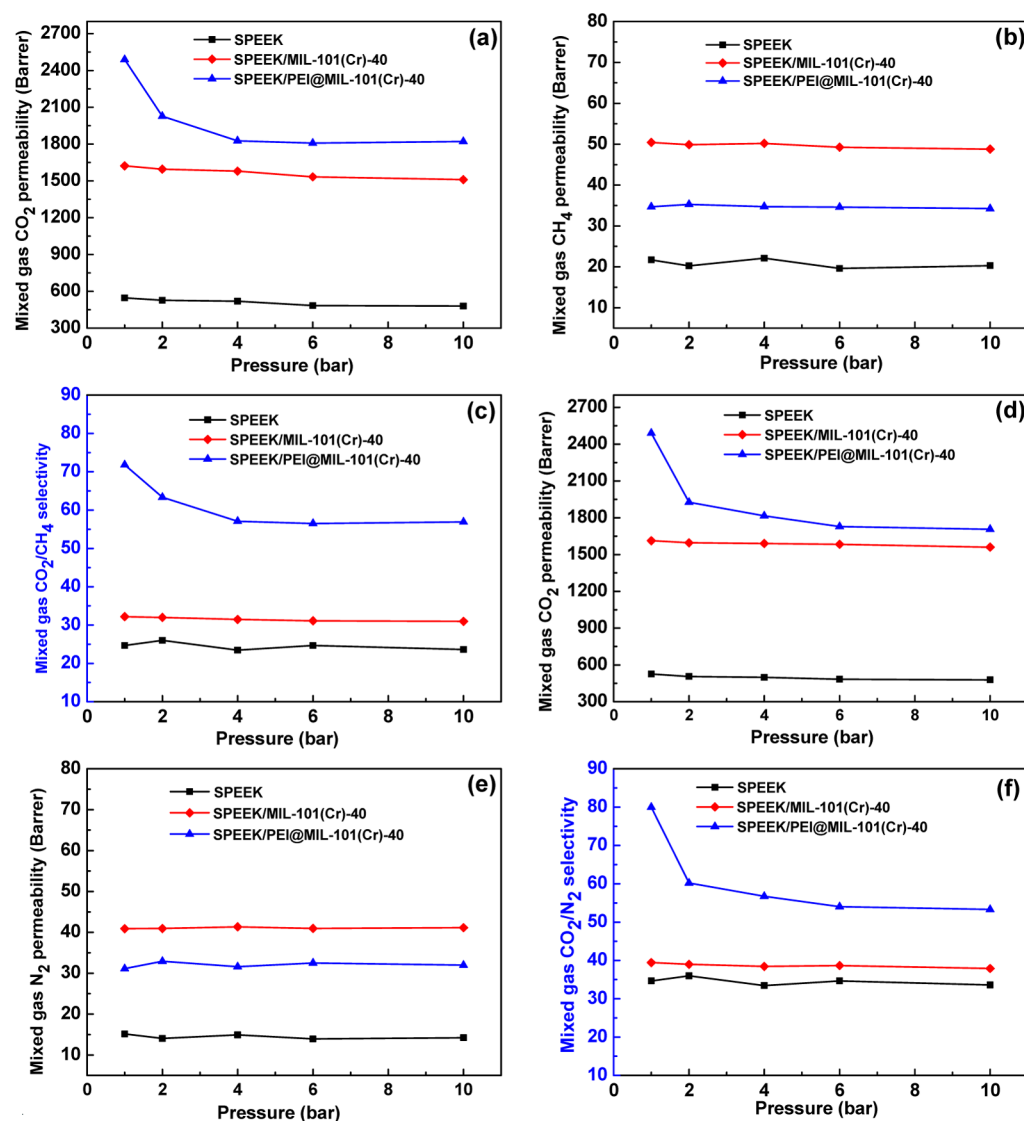 (a)
SPEEK
SPEEK/MIL-101(Cr)-40
SPEEK/PEI@MIL-101(Cr)-40
Mixed gas CO2 permeability (Barrer)
2700
2400
2100
1800
1500
1200
900
600
300
0 2 4 6 8 10
Pressure (bar)
(b)
SPEEK
SPEEK/MIL-101(Cr)-40
SPEEK/PEI@MIL-101(Cr)-40
Mixed gas CH4 permeability (Barrer)
80
70
60
50
40
30
20
10
0 2 4 6 8 10
Pressure (bar)
(c)
SPEEK
SPEEK/MIL-101(Cr)-40
SPEEK/PEI@MIL-101(Cr)-40
Mixed gas CO2/CH4 selectivity
90
80
70
60
50
40
30
20
10
0 2 4 6 8 10
Pressure (bar)
(d)
SPEEK
SPEEK/MIL-101(Cr)-40
SPEEK/PEI@MIL-101(Cr)-40
Mixed gas CO2 permeability (Barrer)
2700
2400
2100
1800
1500
1200
900
600
300
0 2 4 6 8 10
Pressure (bar)
(e)
SPEEK
SPEEK/MIL-101(Cr)-40
SPEEK/PEI@MIL-101(Cr)-40
Mixed gas N2 permeability (Barrer)
80
70
60
50
40
30
20
10
0 2 4 6 8 10
Pressure (bar)
(f)
SPEEK
SPEEK/MIL-101(Cr)-40
SPEEK/PEI@MIL-101(Cr)-40
Mixed gas CO2/N2 selectivity
90
80
70
60
50
40
30
20
10
0 2 4 6 8 10
Pressure (bar)